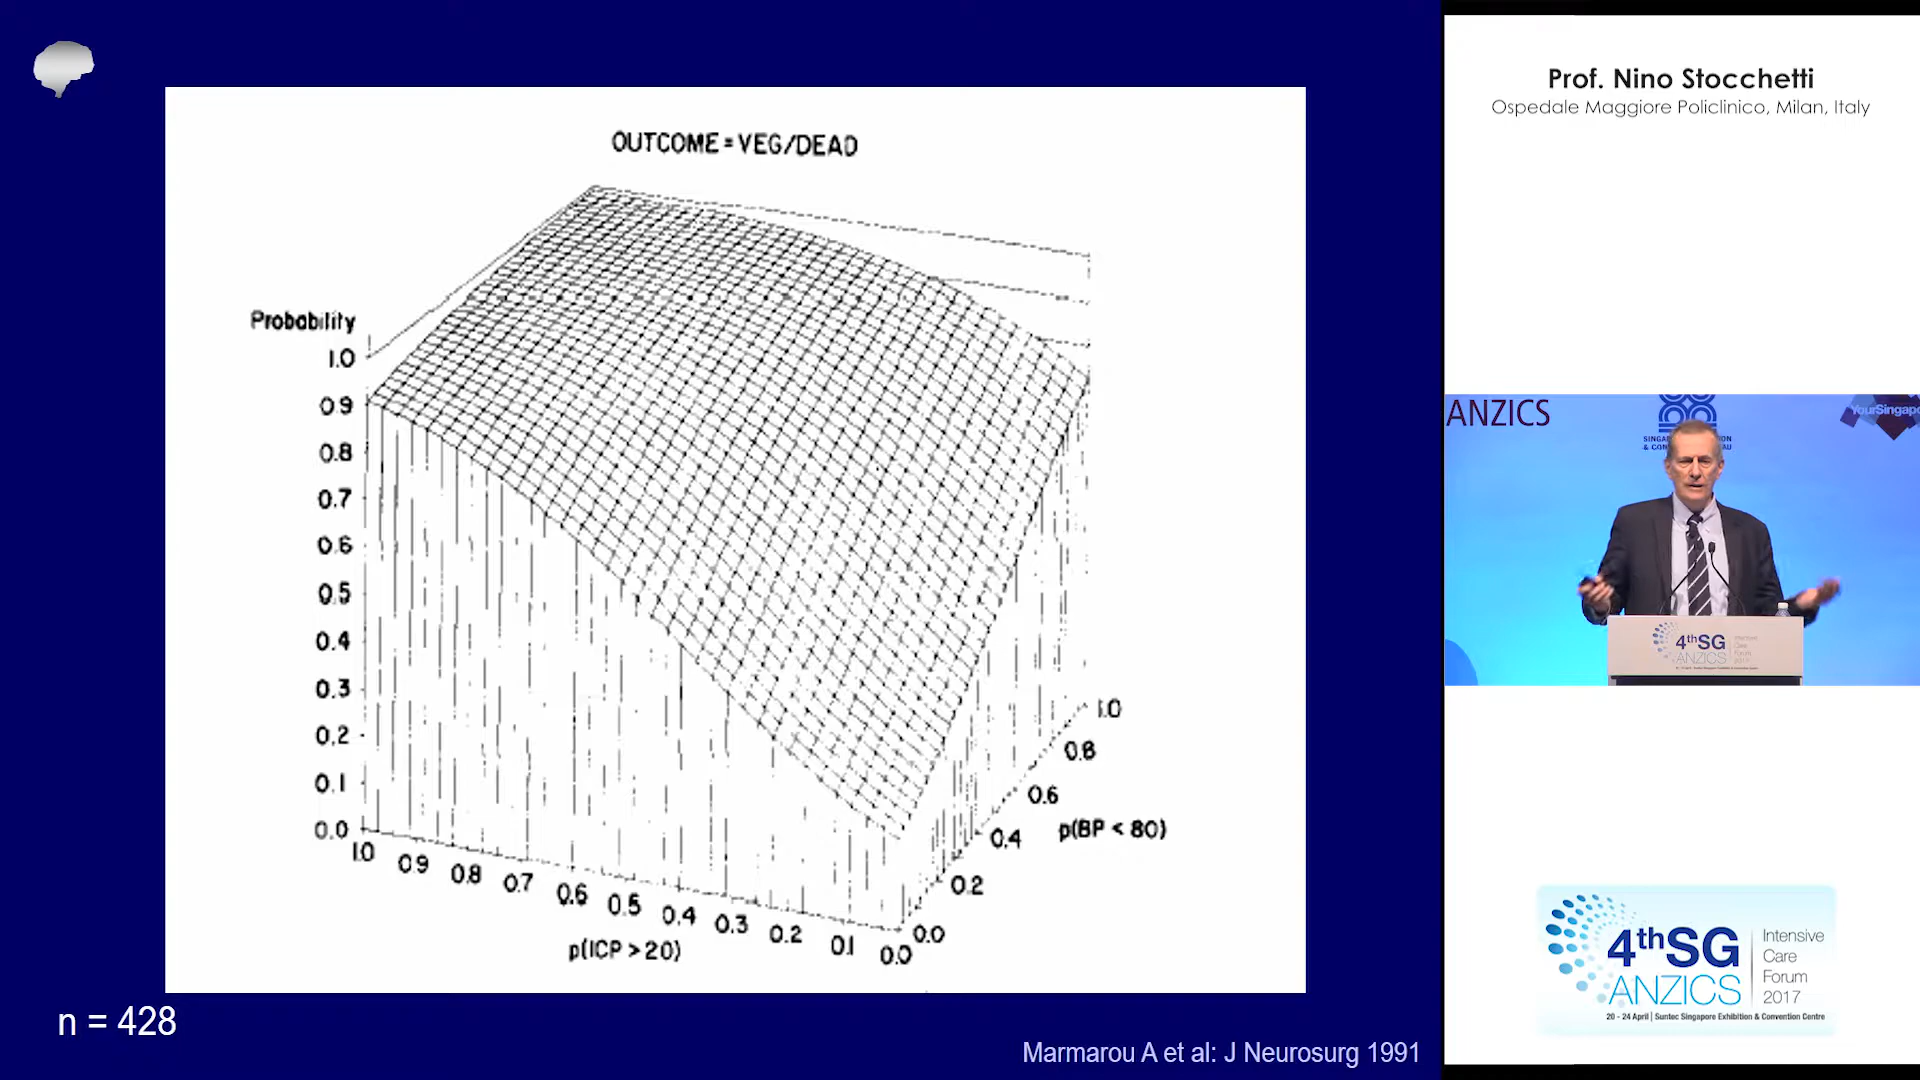 OUTCOME = VEG/DEAD
Probability
1.0
0.9
0.8
0.7
0.6
0.5
0.4
0.3
0.2
0.1
0.0
1.0
0.9
0.8
0.7
0.6
0.5
0.4
0.3
0.2
0.1
0.0
p(ICP > 20)
0.0
0.2
0.4
0.6
0.8
1.0
p(BP < 80)
n = 428
Marmarou A et al: J Neurosurg 1991
Prof. Nino Stocchetti
Ospedale Maggiore Policlinico, Milan, Italy
ANZICS
4thSG
ANZICS
4thSG
ANZICS
Intensive
Care
Forum
2017
20 - 24 April | Suntec Singapore Exhibition & Convention Centre